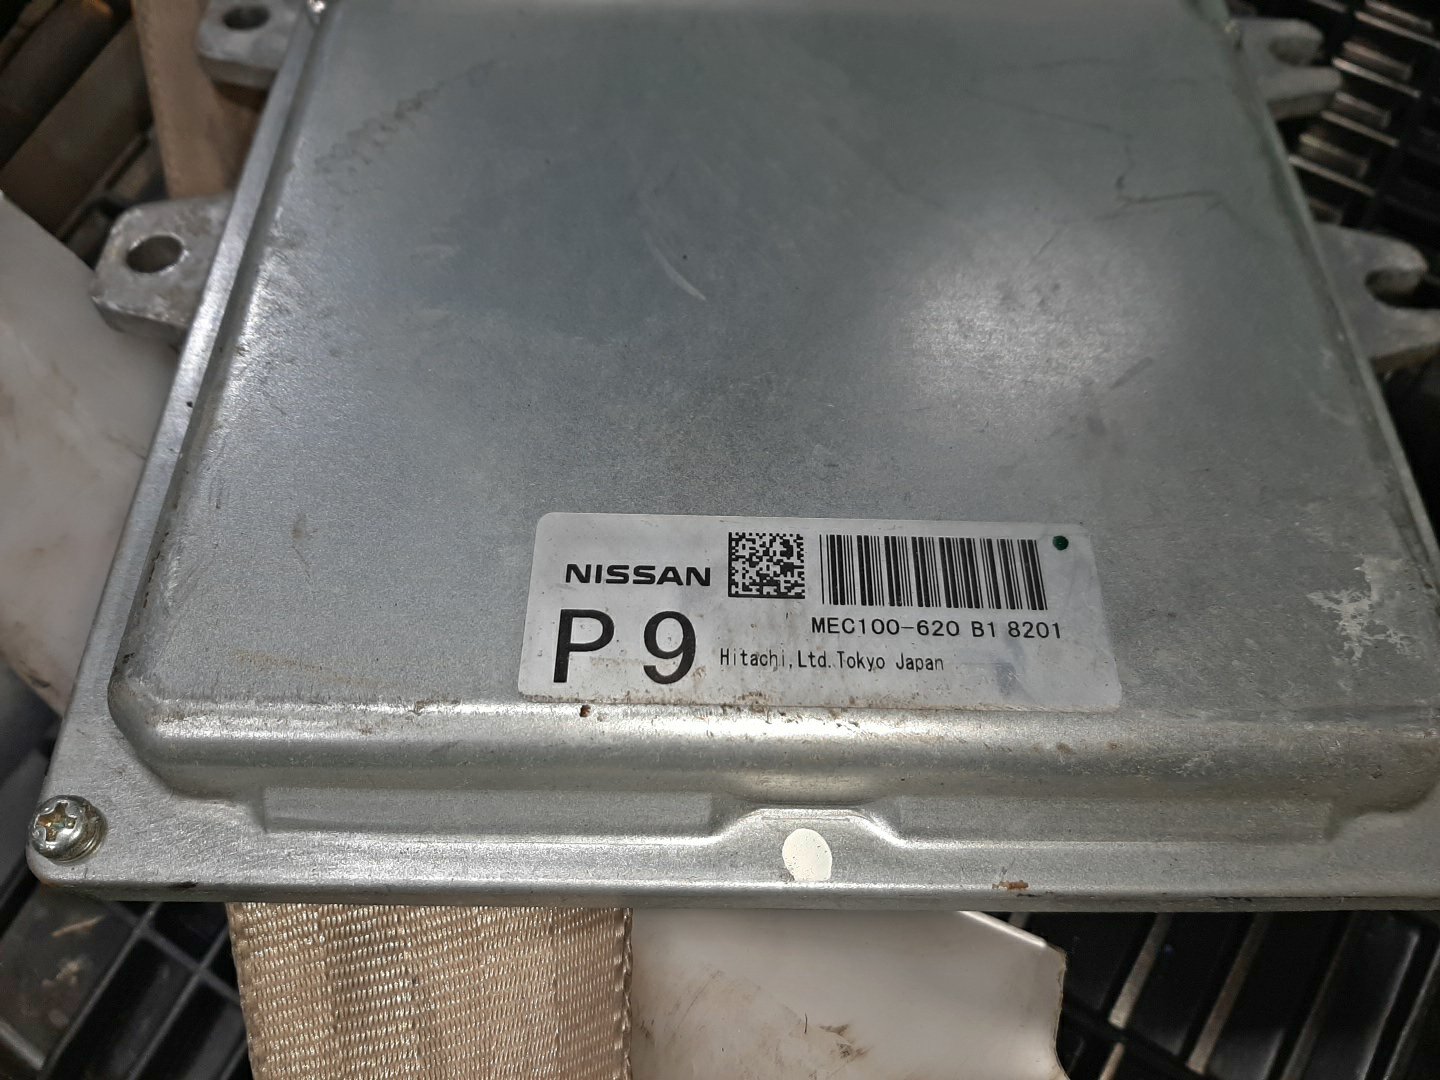 NISSAN
P9
MEC100-620 B1 8201
Hitachi,Ltd.Tokyo Japan